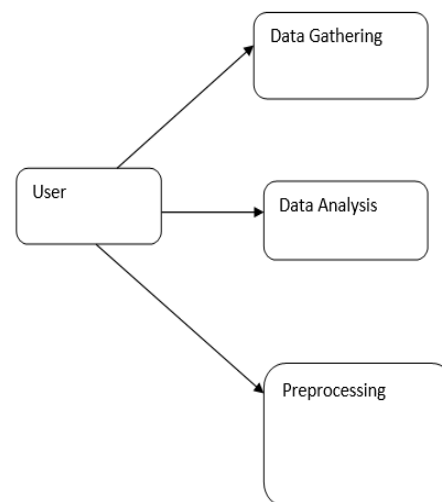 Data Gathering
User
Data Analysis
Preprocessing